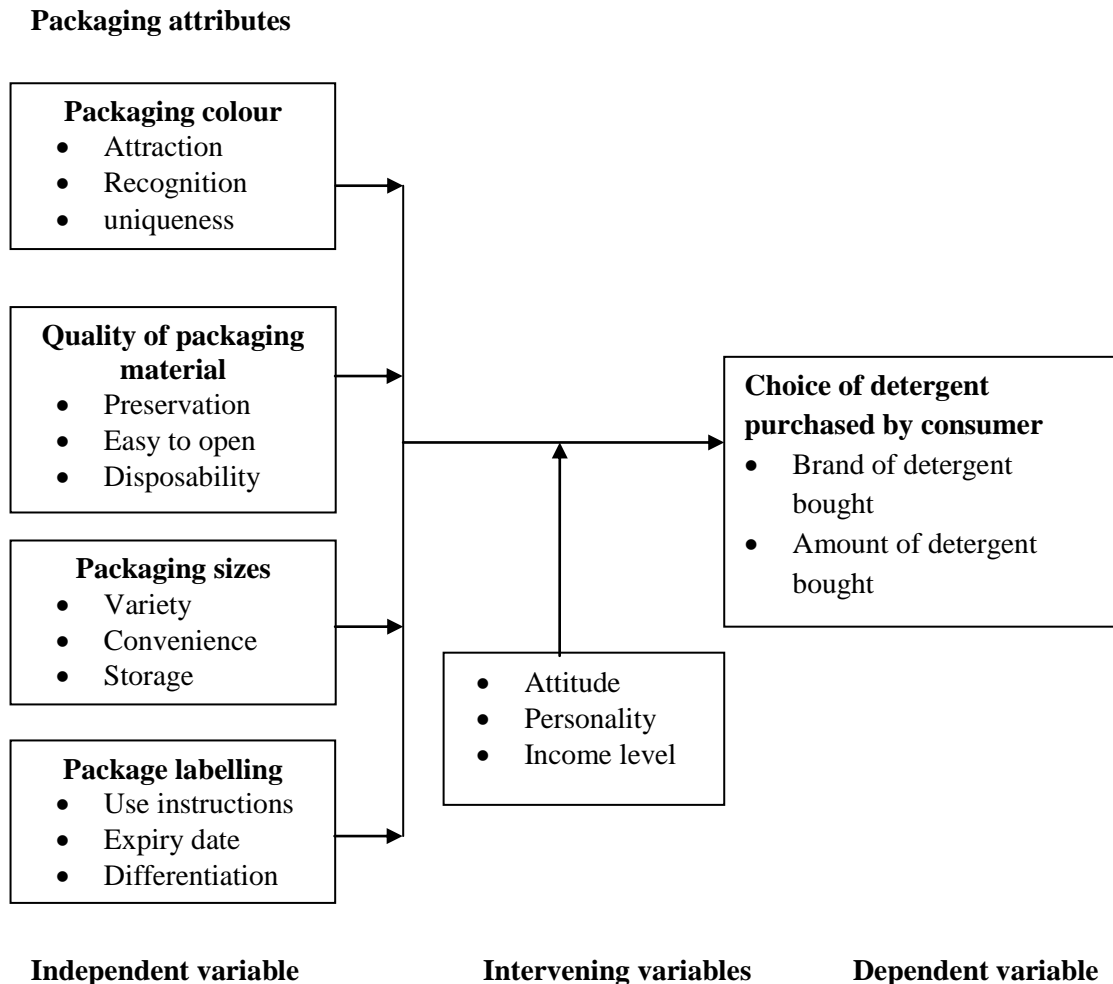 Packaging attributes
Packaging colour
• Attraction
• Recognition
• uniqueness
Quality of packaging
material
• Preservation
• Easy to open
• Disposability
Packaging sizes
• Variety
• Convenience
• Storage
Package labelling
• Use instructions
• Expiry date
• Differentiation
• Attitude
• Personality
• Income level
Choice of detergent
purchased by consumer
• Brand of detergent
bought
• Amount of detergent
bought
Independent variable
Intervening variables
Dependent variable